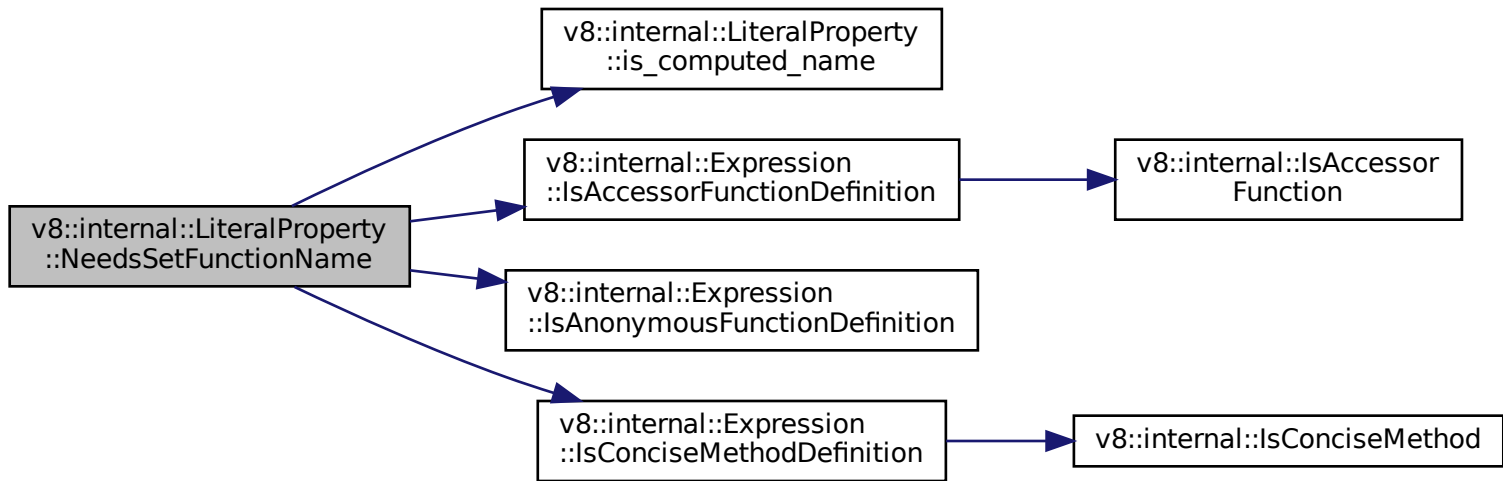 v8::internal::LiteralProperty
::is_computed_name
v8::internal::Expression
::IsAccessorFunctionDefinition
v8::internal::IsAccessor
Function
v8::internal::LiteralProperty
::NeedsSetFunctionName
v8::internal::Expression
::IsAnonymousFunctionDefinition
v8::internal::Expression
::IsConciseMethodDefinition
v8::internal::IsConciseMethod